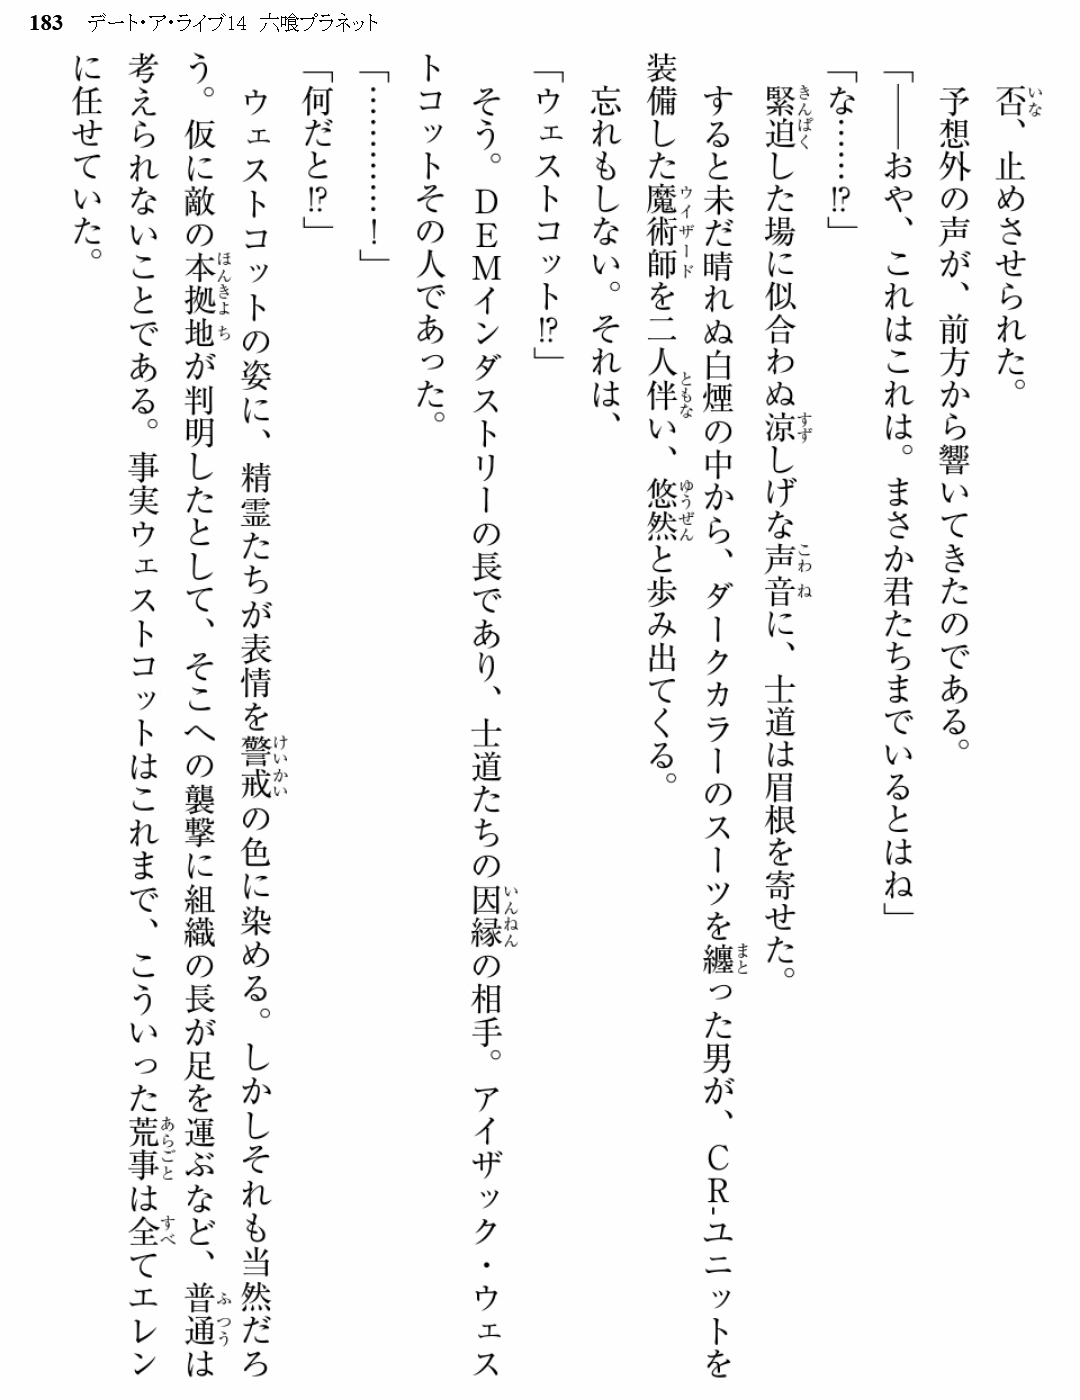 183 デート・ア・ライブ14 六喰プラネット
否、止めさせられた。
予想外の声が、前方から響いてきたのである。
「――おや、これはこれは。まさか君たちまでいるとはね」
「な……!?」
緊迫した場に似合わぬ涼しげな声音に、士道は眉根を寄せた。
すると未だ晴れぬ白煙の中から、ダークカラーのスーツを纏った男が、CR-ユニットを
装備した魔術師を二人伴い、悠然と歩み出てくる。
忘れもしない。それは、
「ウェストコット!?」
そう。DEMインダストリーの長であり、士道たちの因縁の相手。アイザック・ウェス
トコットその人であった。
「…………!」
「何だと!?」
ウェストコットの姿に、精霊たちが表情を警戒の色に染める。しかしそれも当然だろ
う。仮に敵の本拠地が判明したとして、そこへの襲撃に組織の長が足を運ぶなど、普通は
考えられないことである。事実ウェストコットはこれまで、こういった荒事は全てエレン
に任せていた。